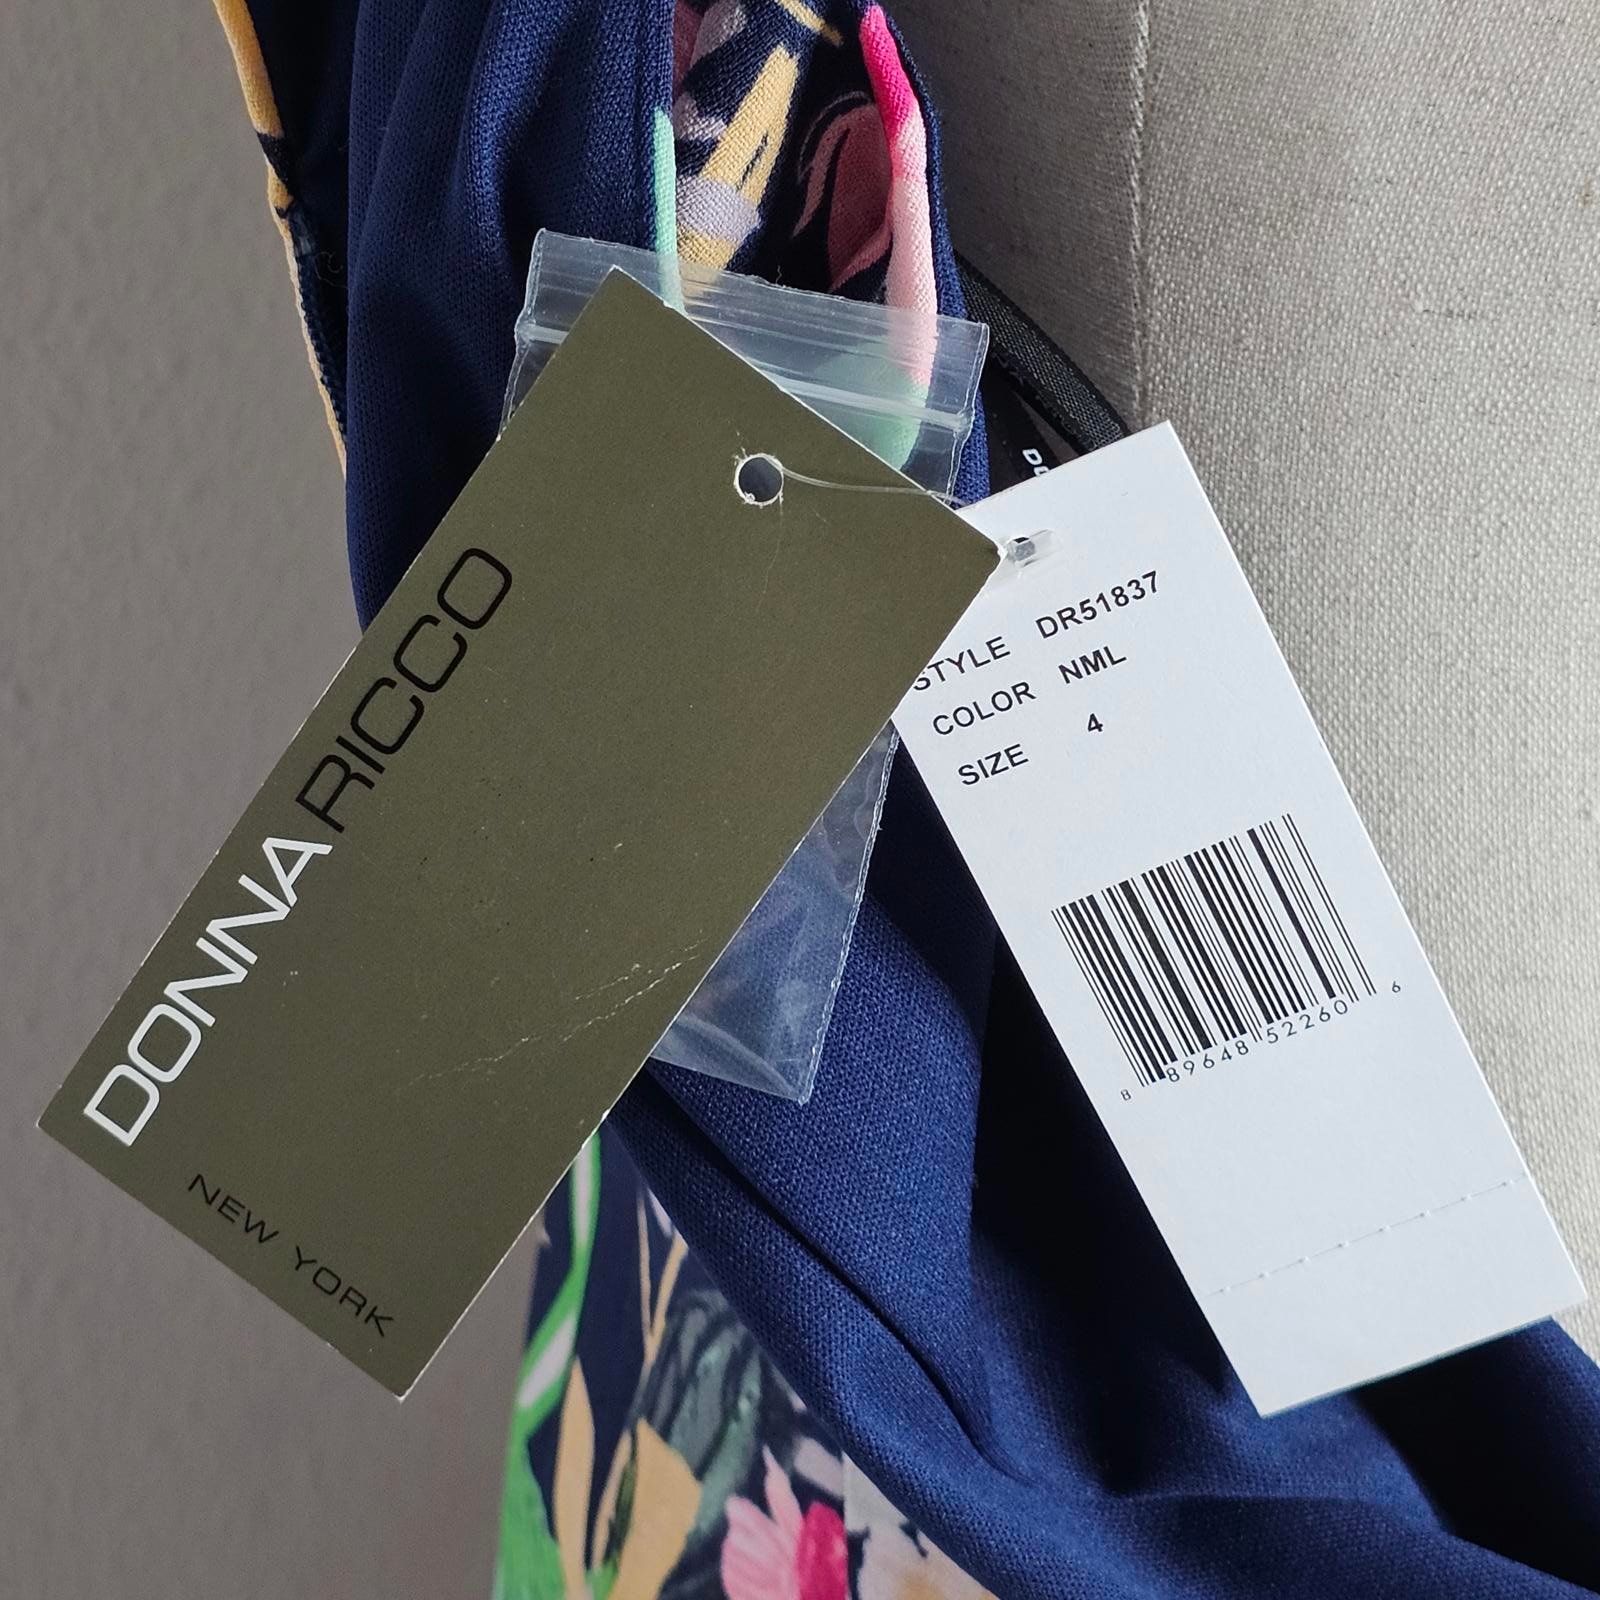 DONNA RICCO
NEW YORK
STYLE DR51837
COLOR NML
SIZE 4
8 89648 52260 6